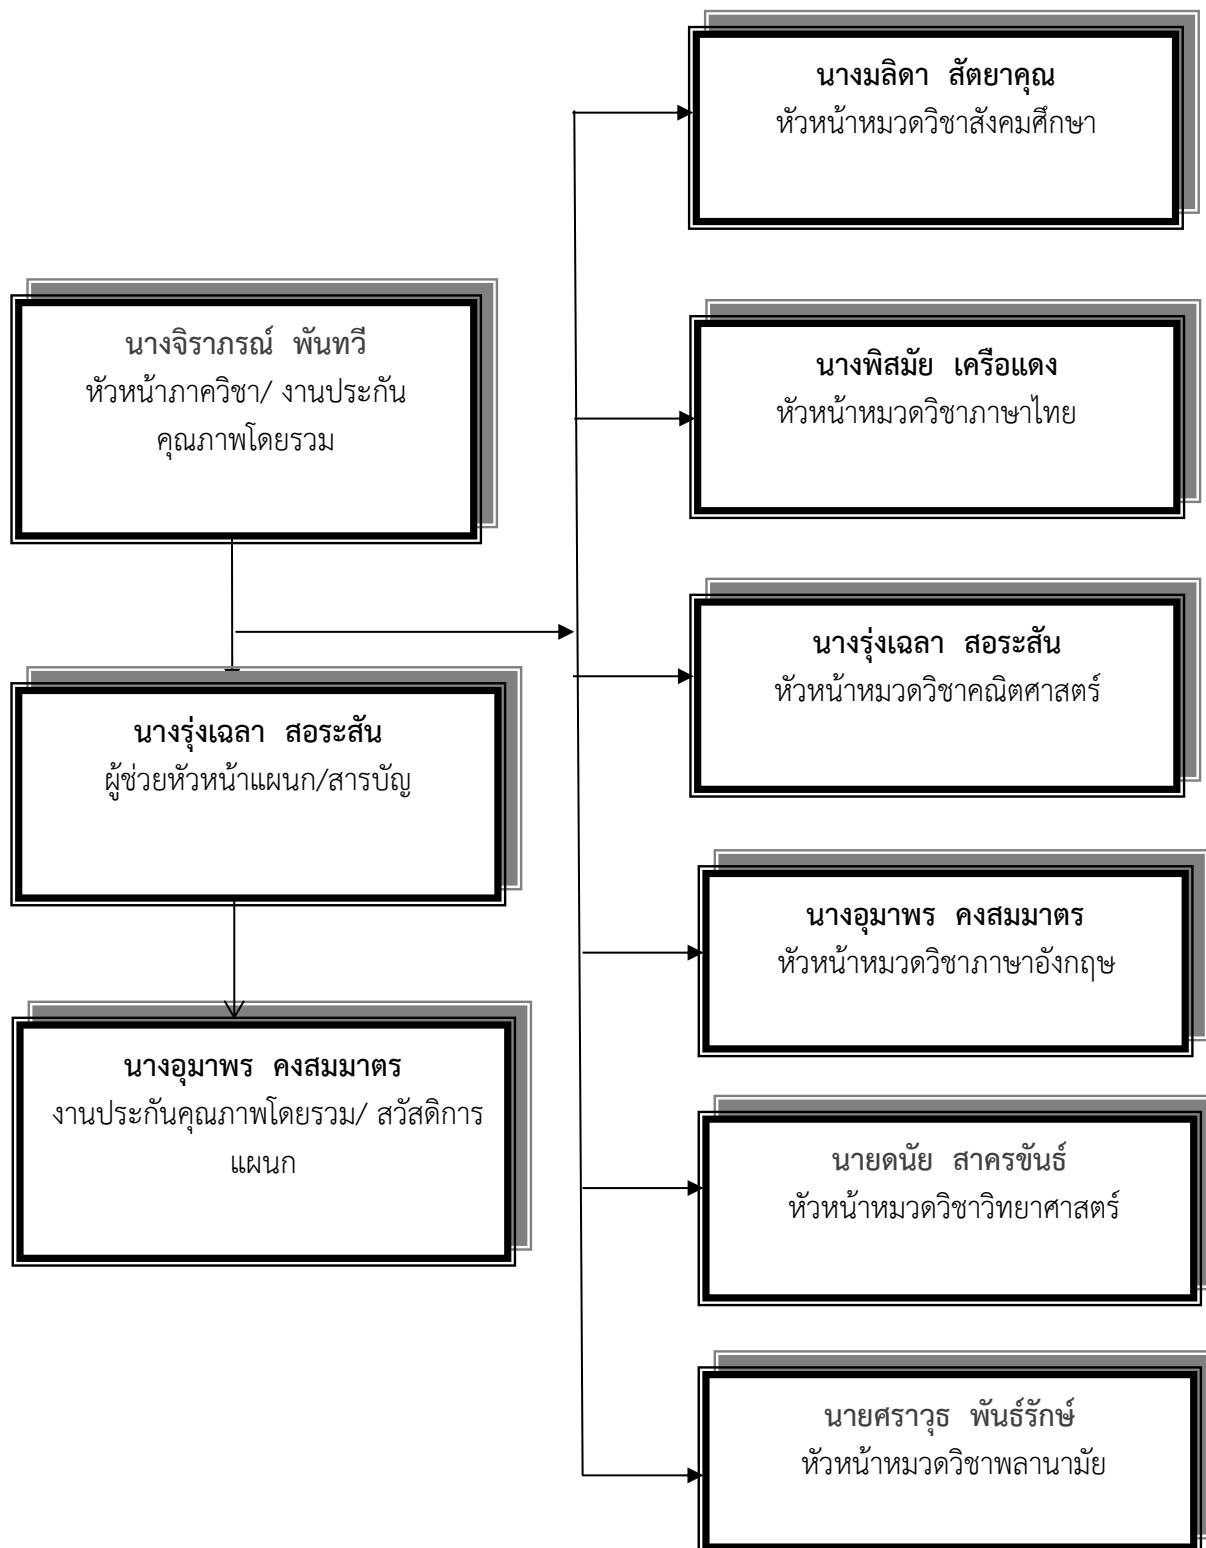 นางมลิดา สัตยาคุณ
หัวหน้าหมวดวิชาสังคมศึกษา
นางจิราภรณ์ พันทวี
หัวหน้าภาควิชา/ งานประกัน
คุณภาพโดยรวม
นางพิสมัย เครือแดง
หัวหน้าหมวดวิชาภาษาไทย
นางรุ่งเฉลา สอระสัน
หัวหน้าหมวดวิชาคณิตศาสตร์
นางรุ่งเฉลา สอระสัน
ผู้ช่วยหัวหน้าแผนก/สารบัญ
นางอุมาพร คงสมมาตร
หัวหน้าหมวดวิชาภาษาอังกฤษ
นางอุมาพร คงสมมาตร
งานประกันคุณภาพโดยรวม/ สวัสดิการ
แผนก
นายดนัย สาครขันธ์
หัวหน้าหมวดวิชาวิทยาศาสตร์
นายศราวุธ พันธ์รักษ์
หัวหน้าหมวดวิชาพลานามัย